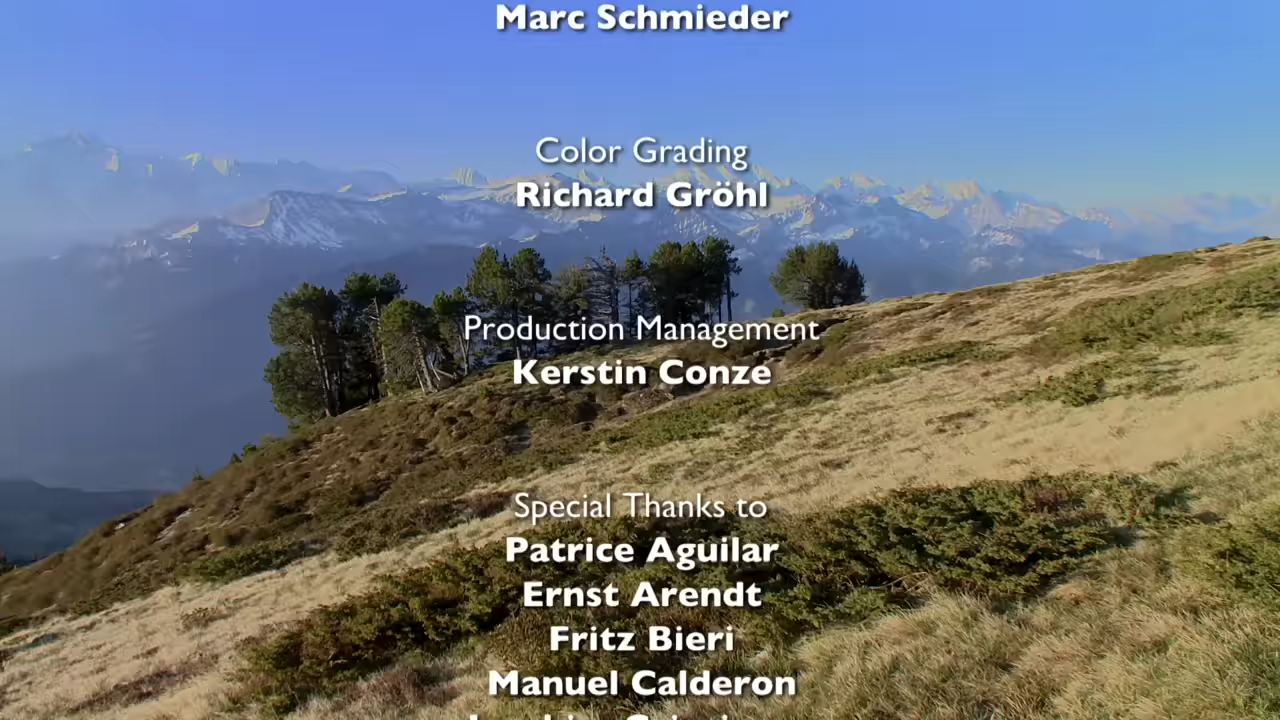 Marc Schmieder
Color Grading
Richard Gröhl
Production Management
Kerstin Conze
Special Thanks to
Patrice Aguilar
Ernst Arendt
Fritz Bieri
Manuel Calderon